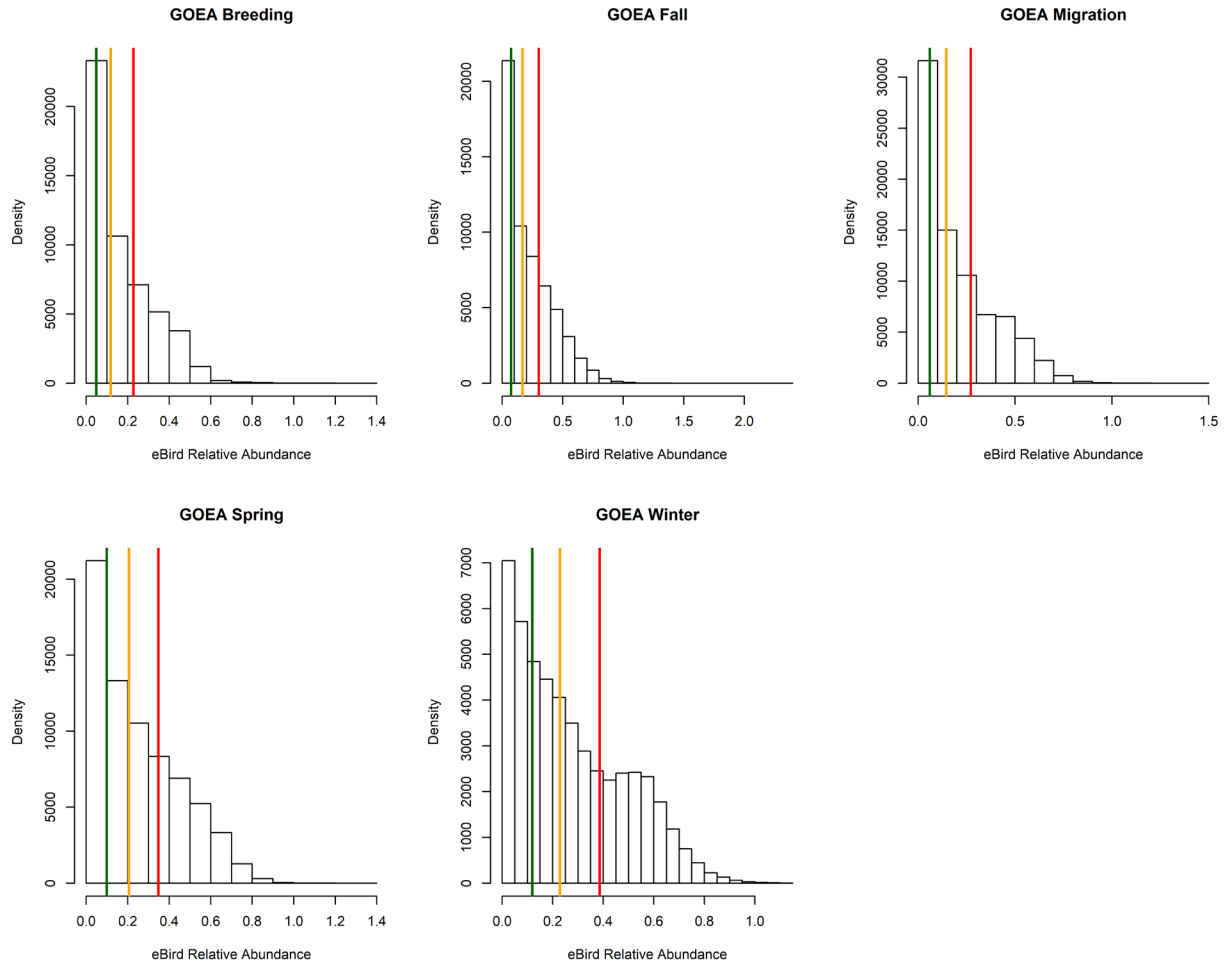 GOEA Breeding
Density
0
5000
10000
15000
20000
0.0 0.2 0.4 0.6 0.8 1.0 1.2 1.4
eBird Relative Abundance
GOEA Fall
Density
0
5000
10000
15000
20000
0.0 0.5 1.0 1.5 2.0
eBird Relative Abundance
GOEA Migration
Density
0
5000
10000
15000
20000
25000
30000
0.0 0.5 1.0 1.5
eBird Relative Abundance
GOEA Spring
Density
0
5000
10000
15000
20000
0.0 0.2 0.4 0.6 0.8 1.0 1.2 1.4
eBird Relative Abundance
GOEA Winter
Density
0
1000
2000
3000
4000
5000
6000
7000
0.0 0.2 0.4 0.6 0.8 1.0
eBird Relative Abundance